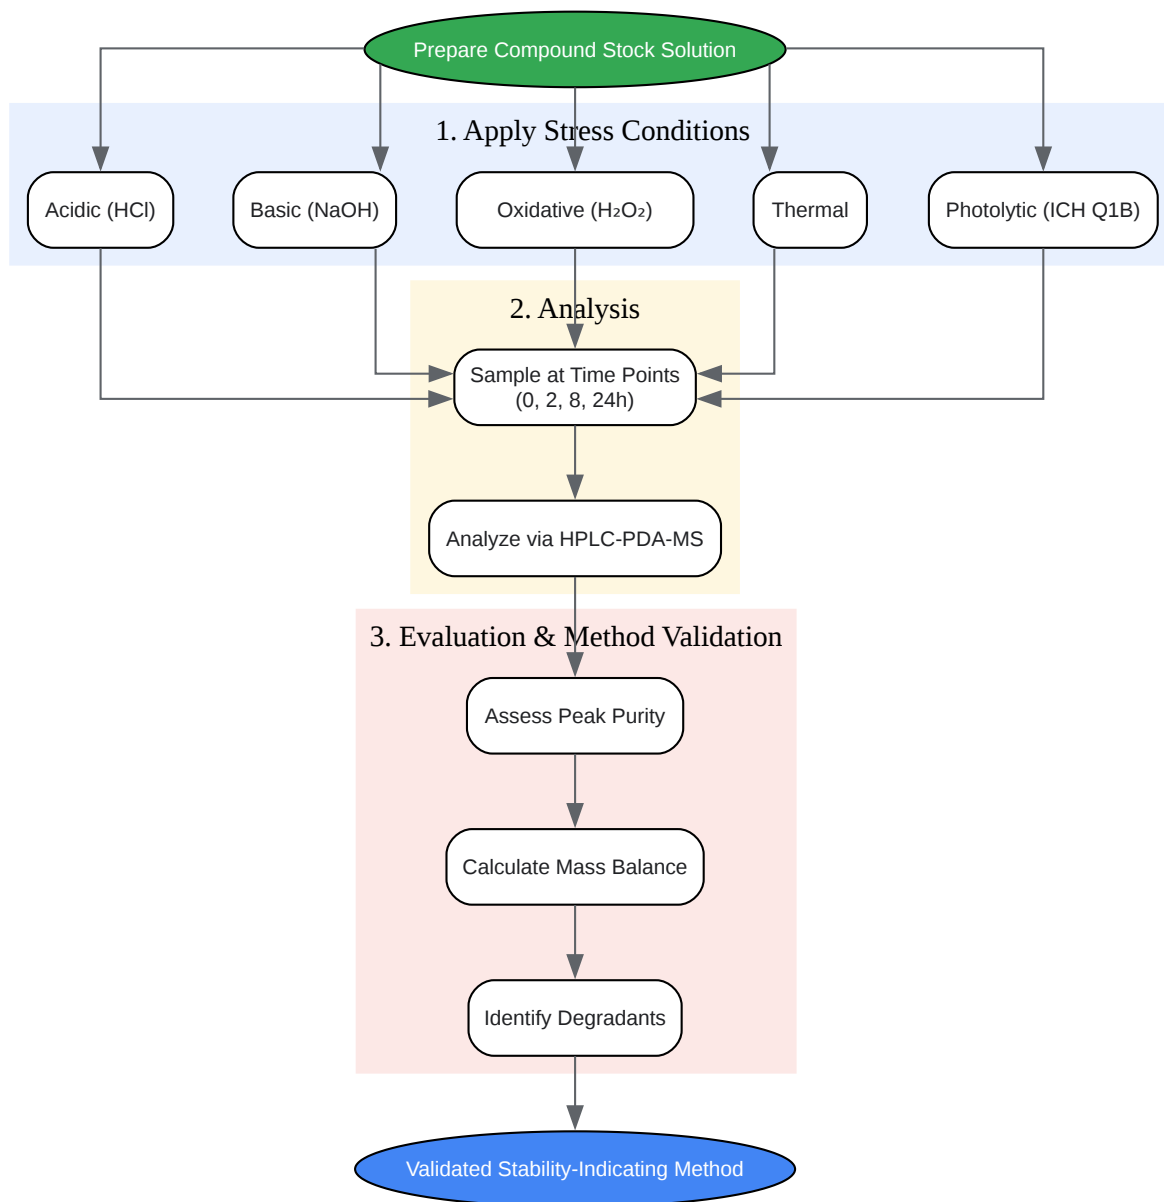 Prepare Compound Stock Solution
1. Apply Stress Conditions
Acidic (HCl)
Basic (NaOH)
Oxidative (H₂O₂)
Thermal
Photolytic (ICH Q1B)
2. Analysis
Sample at Time Points
(0, 2, 8, 24h)
Analyze via HPLC-PDA-MS
3. Evaluation & Method Validation
Assess Peak Purity
Calculate Mass Balance
Identify Degradants
Validated Stability-Indicating Method